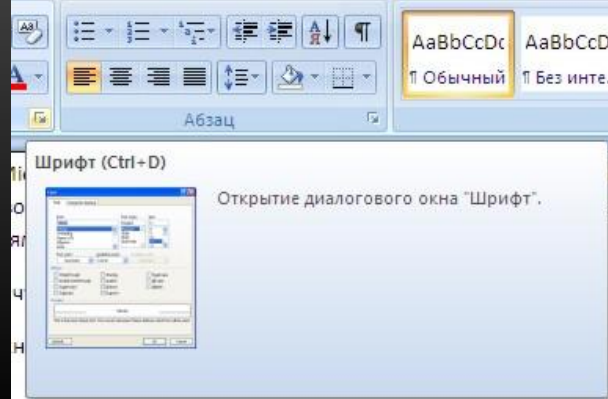 AaBbCcDc AaBbCcD
¶ Обычный ¶ Без инте
Абзац
Шрифт (Ctrl+D)
Открытие диалогового окна "Шрифт".